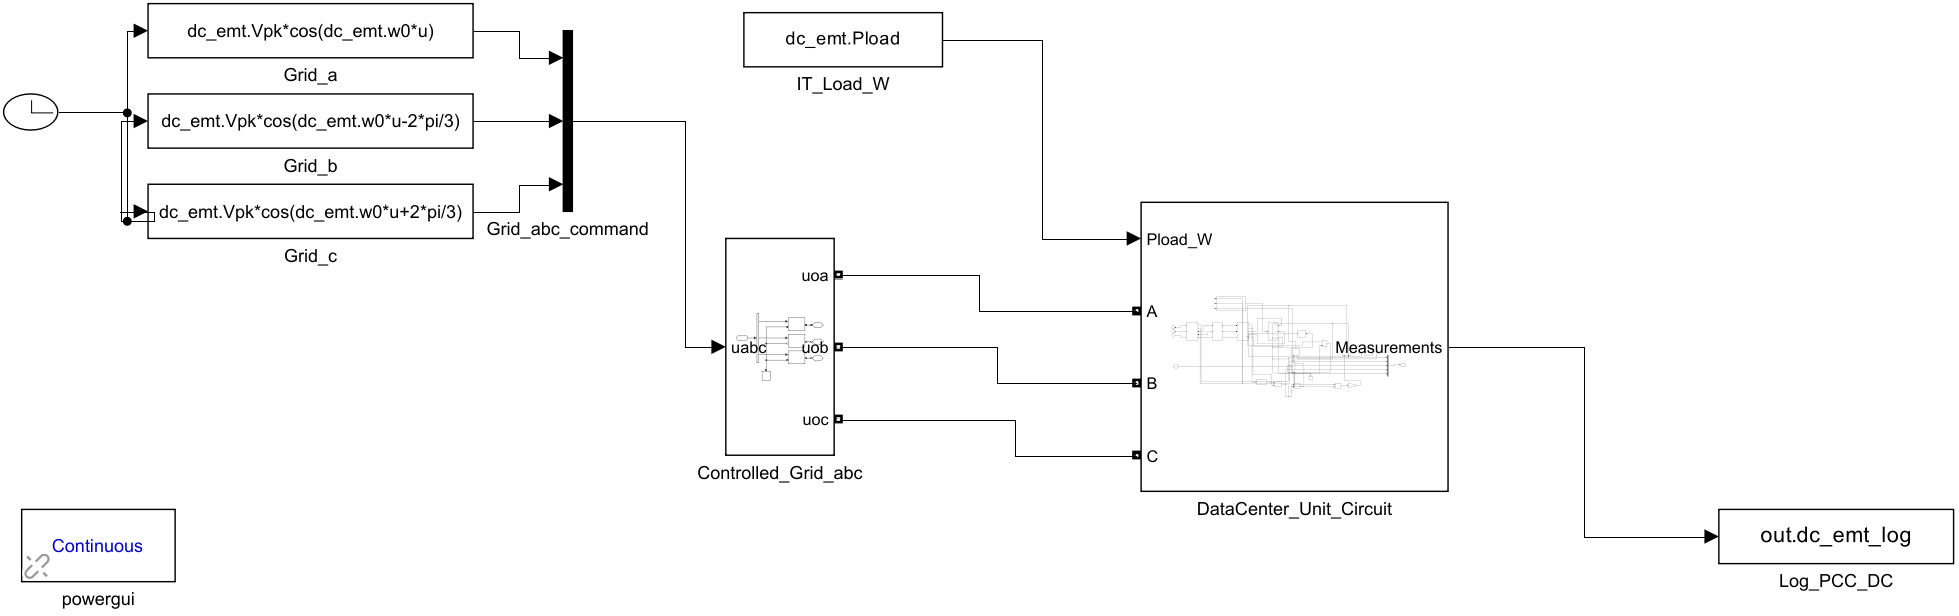 dc_emt.Vpk*cos(dc_emt.w0*u)
Grid_a
dc_emt.Vpk*cos(dc_emt.w0*u-2*pi/3)
Grid_b
dc_emt.Vpk*cos(dc_emt.w0*u+2*pi/3)
Grid_c
Grid_abc_command
dc_emt.Pload
IT_Load_W
uoa
uabc
uob
uoc
Controlled_Grid_abc
Pload_W
A
Measurements
B
C
DataCenter_Unit_Circuit
Continuous
powergui
out.dc_emt_log
Log_PCC_DC